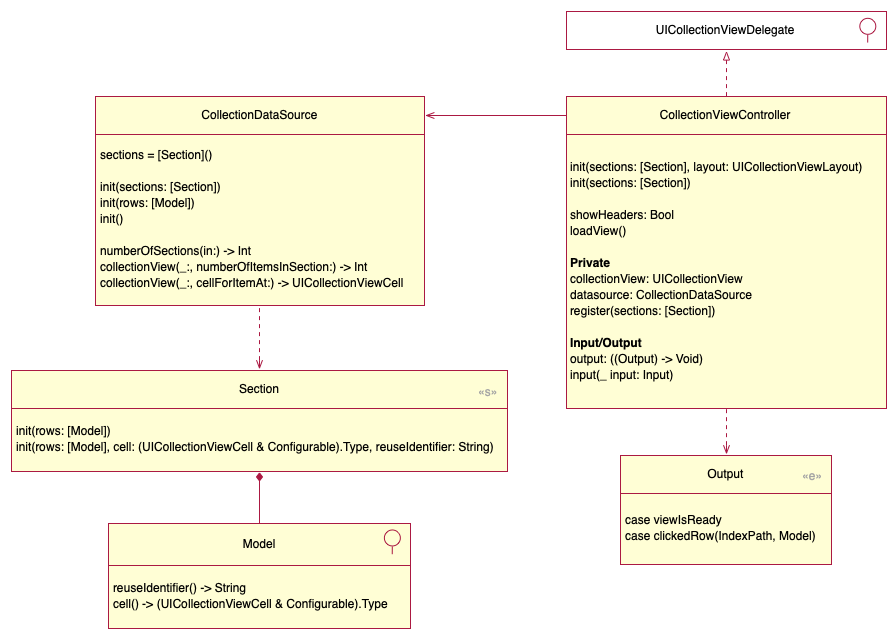 UICollectionViewDelegate
CollectionDataSource
sections = [Section]()
init(sections: [Section])
init(rows: [Model])
init()
numberOfSections(in:) -> Int
collectionView(_:, numberOfItemsInSection:) -> Int
collectionView(_:, cellForItemAt:) -> UICollectionViewCell
CollectionViewController
init(sections: [Section], layout: UICollectionViewLayout)
init(sections: [Section])
showHeaders: Bool
loadView()
Private
collectionView: UICollectionView
datasource: CollectionDataSource
register(sections: [Section])
Input/Output
output: ((Output) -> Void)
input(_ input: Input)
Section
«s»
init(rows: [Model])
init(rows: [Model], cell: (UICollectionViewCell & Configurable).Type, reuseIdentifier: String)
Output
«e»
case viewIsReady
case clickedRow(IndexPath, Model)
Model
reuseIdentifier() -> String
cell() -> (UICollectionViewCell & Configurable).Type